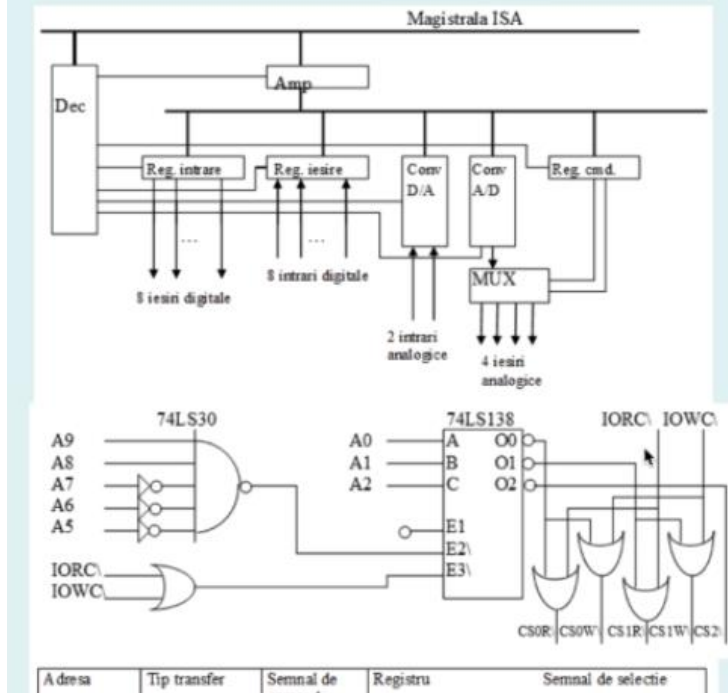 Magistrala ISA
Amp
Dec
Reg. intrare
Reg. iesire
Conv
D/A
Conv
A/D
Reg. cmd.
...
...
8 iesiri digitale
8 intrari digitale
MUX
2 intrari
analogice
4 iesiri
analogice
74LS30
74LS138
IORC\ IOWC\
A9
A8
A7
A6
A5
A0
A1
A2
A
B
C
O0
O1
O2
E1
E2\
E3\
IORC\
IOWC\
CS0R\ CS0W\ CS1R\ CS1W\ CS2\
Adresa Tip transfer Semnal de Registru Semnal de selectie